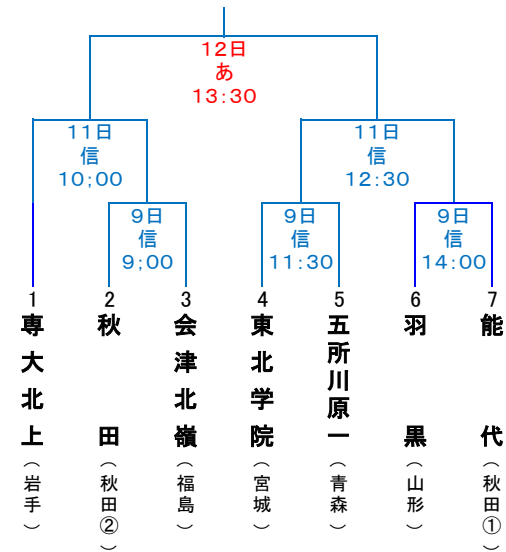 12日
あ
13:30
11日
信
10;00
11日
信
12:30
9日
信
9;00
9日
信
11:30
9日
信
14:00
1
専大北上
（岩手）
2
秋田
（秋田②）
3
会津北嶺
（福島）
4
東北学院
（宮城）
5
五所川原一
（青森）
6
羽黒
（山形）
7
能代
（秋田①）